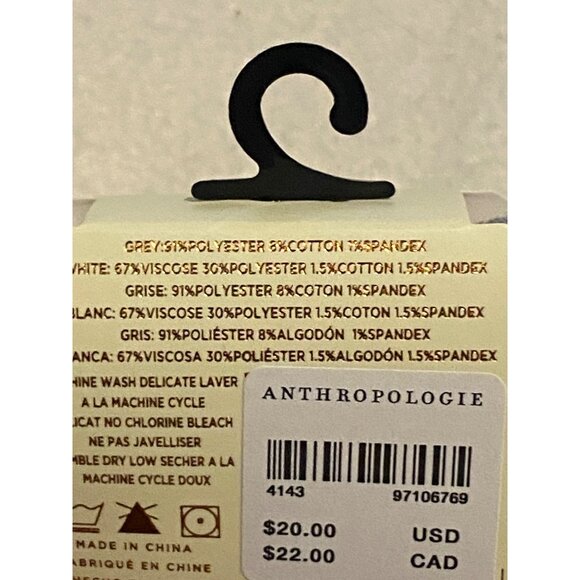 GREY:91%POLYESTER 8%COTTON 1%SPANDEX
WHITE: 67%VISCOSE 30%POLYESTER 1.5%COTTON 1.5%SPANDEX
GRISE: 91%POLYESTER 8%COTON 1%SPANDEX
BLANC: 67%VISCOSE 30%POLYESTER 1.5%COTON 1.5%SPANDEX
GRIS: 91%POLIÉSTER 8%ALGODÓN 1%SPANDEX
ANCA: 67%VISCOSA 30%POLIÉSTER 1.5%ALGODÓN 1.5%SPANDEX
HINE WASH DELICATE LAVER
A LA MACHINE CYCLE
ICAT NO CHLORINE BLEACH
NE PAS JAVELLISER
MBLE DRY LOW SECHER A LA
MACHINE CYCLE DOUX
MADE IN CHINA
FABRIQUÉ EN CHINE
ANTHROPOLOGIE
4143 97106769
$20.00 USD
$22.00 CAD